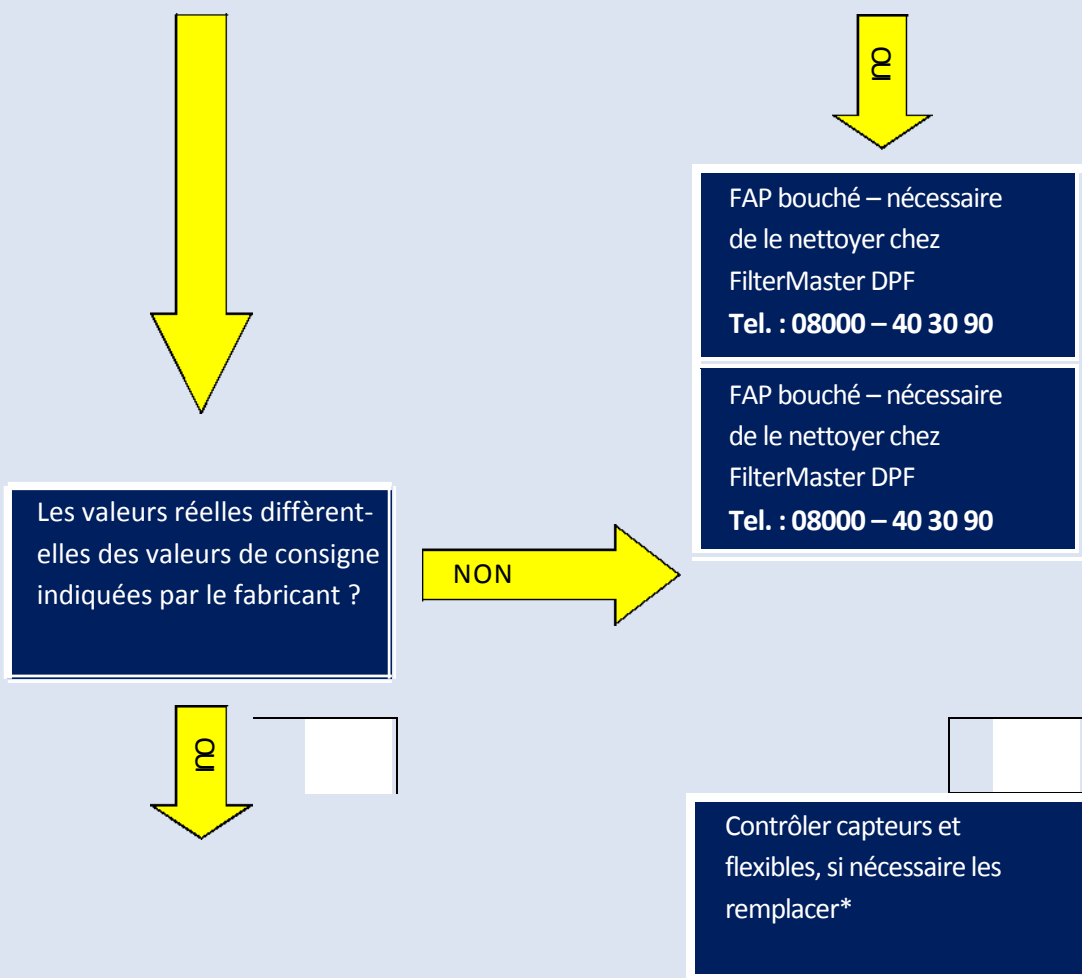 OU
FAP bouché – nécessaire
de le nettoyer chez
FilterMaster DPF
Tel. : 08000 – 40 30 90
FAP bouché – nécessaire
de le nettoyer chez
FilterMaster DPF
Tel. : 08000 – 40 30 90
Les valeurs réelles diffèrent-
elles des valeurs de consigne
indiquées par le fabricant ?
NON
OU
Contrôler capteurs et
flexibles, si nécessaire les
remplacer*